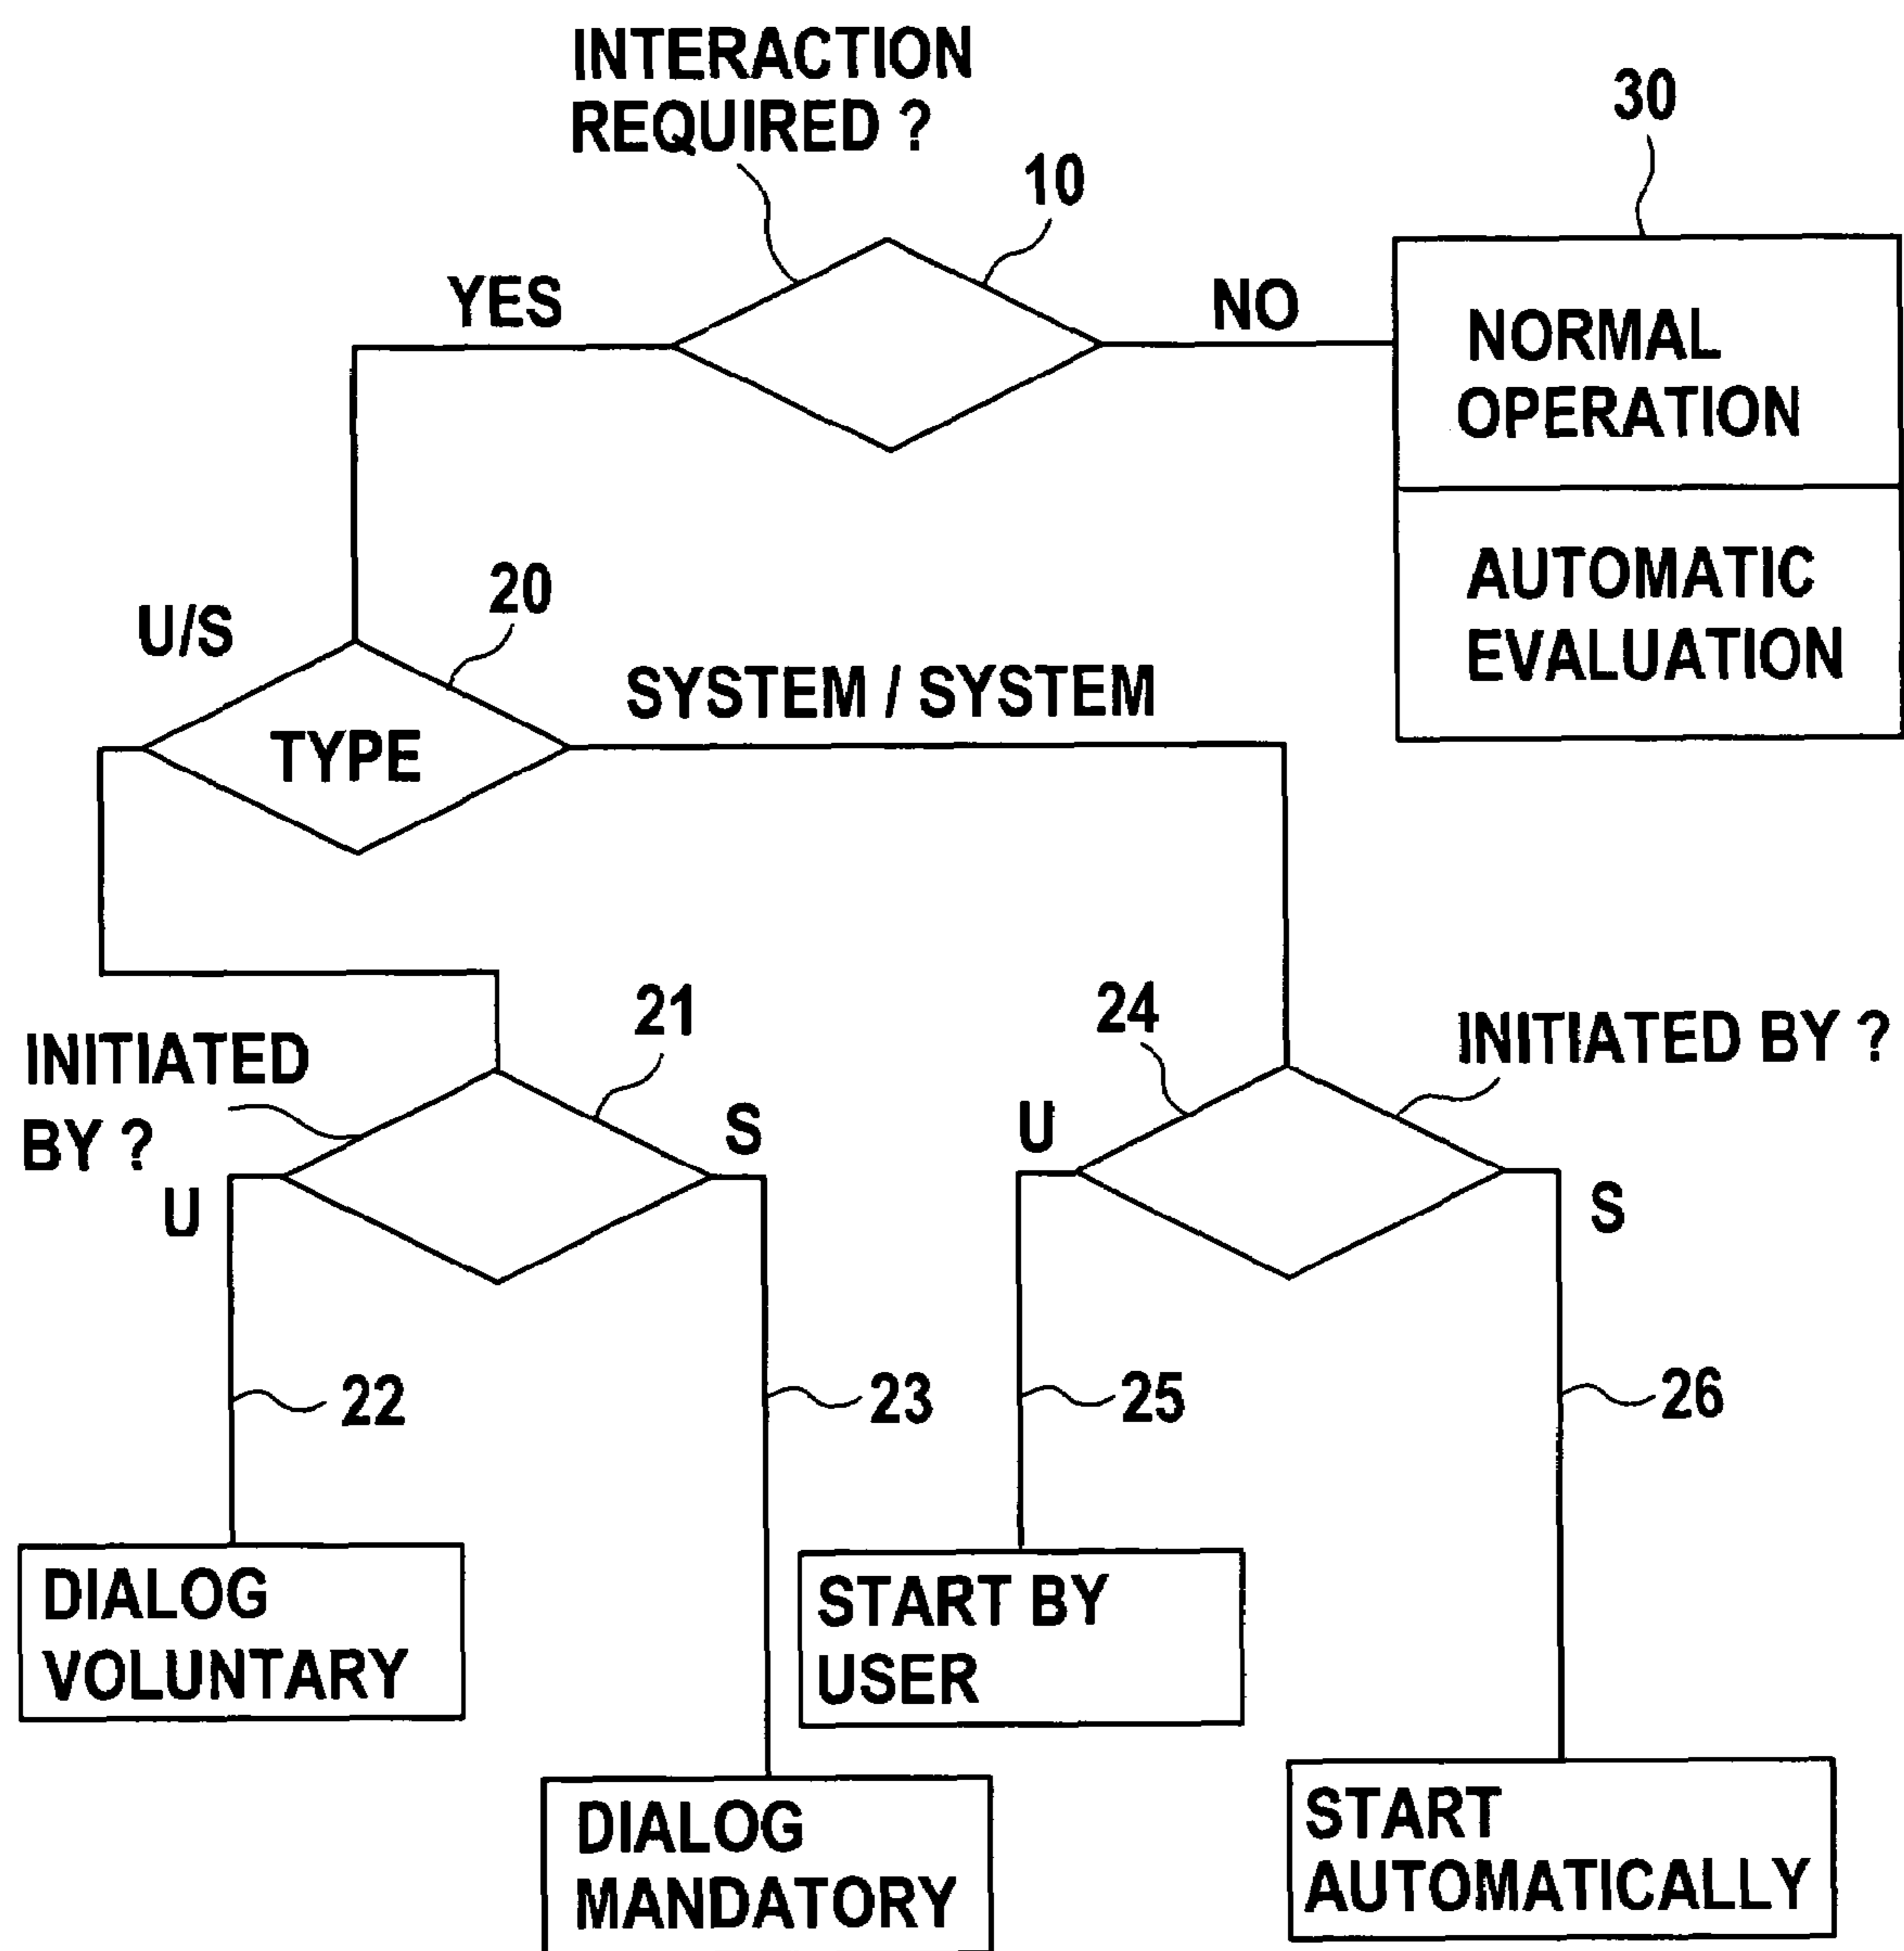 INTERACTION
REQUIRED ?
10
30
YES
NO
NORMAL
OPERATION
AUTOMATIC
EVALUATION
U/S
20
SYSTEM / SYSTEM
TYPE
INITIATED
BY ?
21
24
INITIATED BY ?
U
S
U
S
22
23
25
26
DIALOG
VOLUNTARY
START BY
USER
DIALOG
MANDATORY
START
AUTOMATICALLY